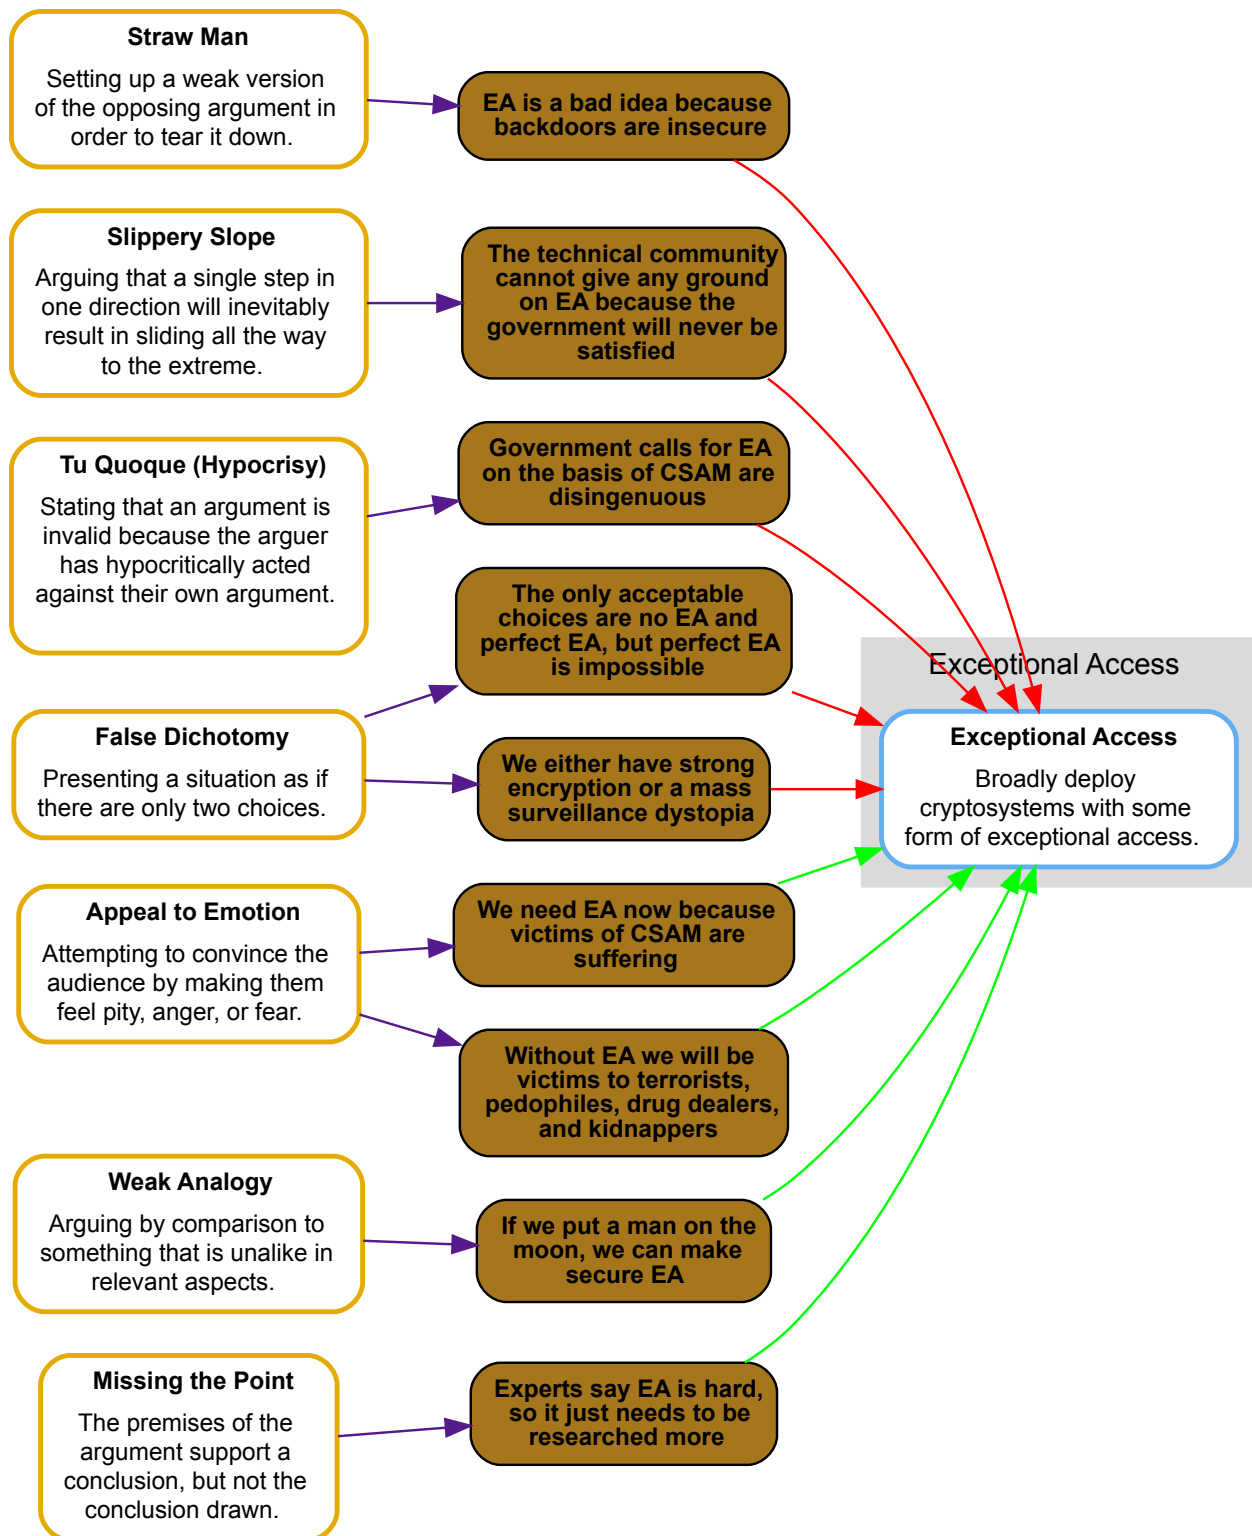 Straw Man
Setting up a weak version
of the opposing argument in
order to tear it down.
EA is a bad idea because
backdoors are insecure
Slippery Slope
Arguing that a single step in
one direction will inevitably
result in sliding all the way
to the extreme.
The technical community
cannot give any ground
on EA because the
government will never be
satisfied
Tu Quoque (Hypocrisy)
Stating that an argument is
invalid because the arguer
has hypocritically acted
against their own argument.
Government calls for EA
on the basis of CSAM are
disingenuous
The only acceptable
choices are no EA and
perfect EA, but perfect EA
is impossible
False Dichotomy
Presenting a situation as if
there are only two choices.
We either have strong
encryption or a mass
surveillance dystopia
Exceptional Access
Exceptional Access
Broadly deploy
cryptosystems with some
form of exceptional access.
Appeal to Emotion
Attempting to convince the
audience by making them
feel pity, anger, or fear.
We need EA now because
victims of CSAM are
suffering
Without EA we will be
victims to terrorists,
pedophiles, drug dealers,
and kidnappers
Weak Analogy
Arguing by comparison to
something that is unalike in
relevant aspects.
If we put a man on the
moon, we can make
secure EA
Missing the Point
The premises of the
argument support a
conclusion, but not the
conclusion drawn.
Experts say EA is hard,
so it just needs to be
researched more